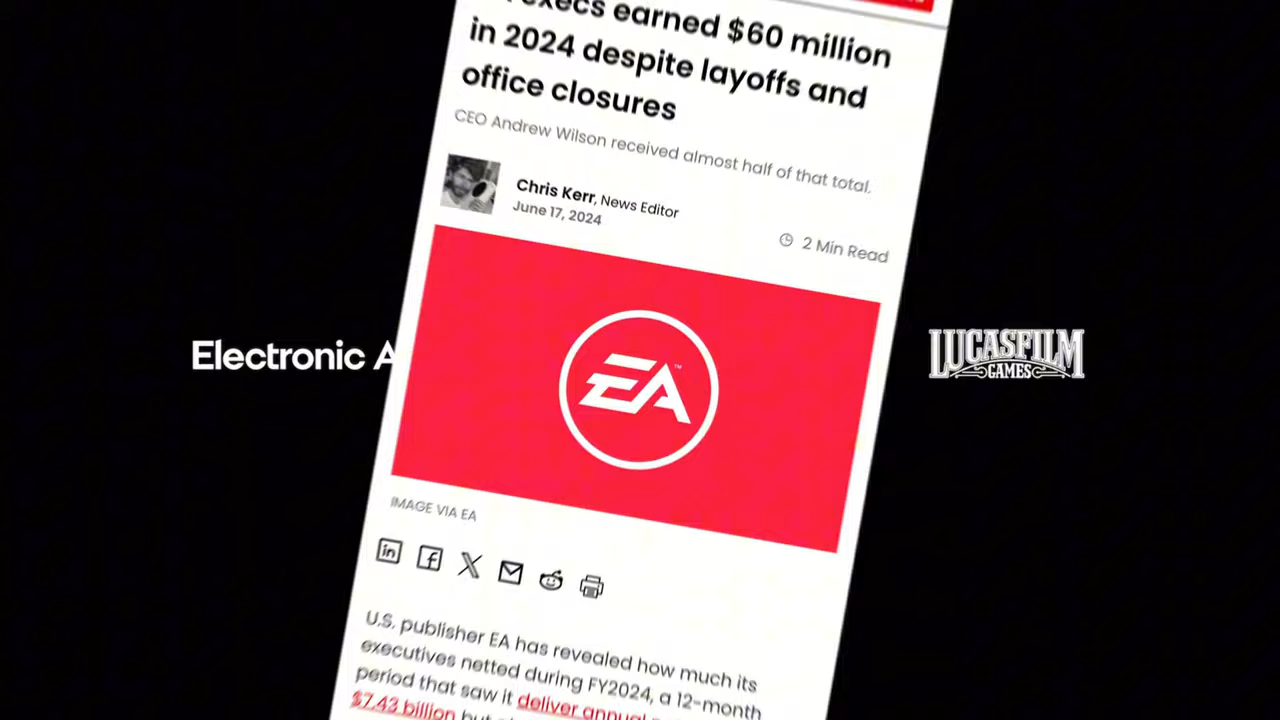 execs earned $60 million
in 2024 despite layoffs and
office closures
CEO Andrew Wilson received almost half of that total.
Chris Kerr, News Editor
June 17, 2024
2 Min Read
Electronic A
EA™
LUCASFILM
GAMES
IMAGE VIA EA
in
f
X
U.S. publisher EA has revealed how much its
executives netted during FY2024, a 12-month
period that saw it deliver annual
$7.43 billion but